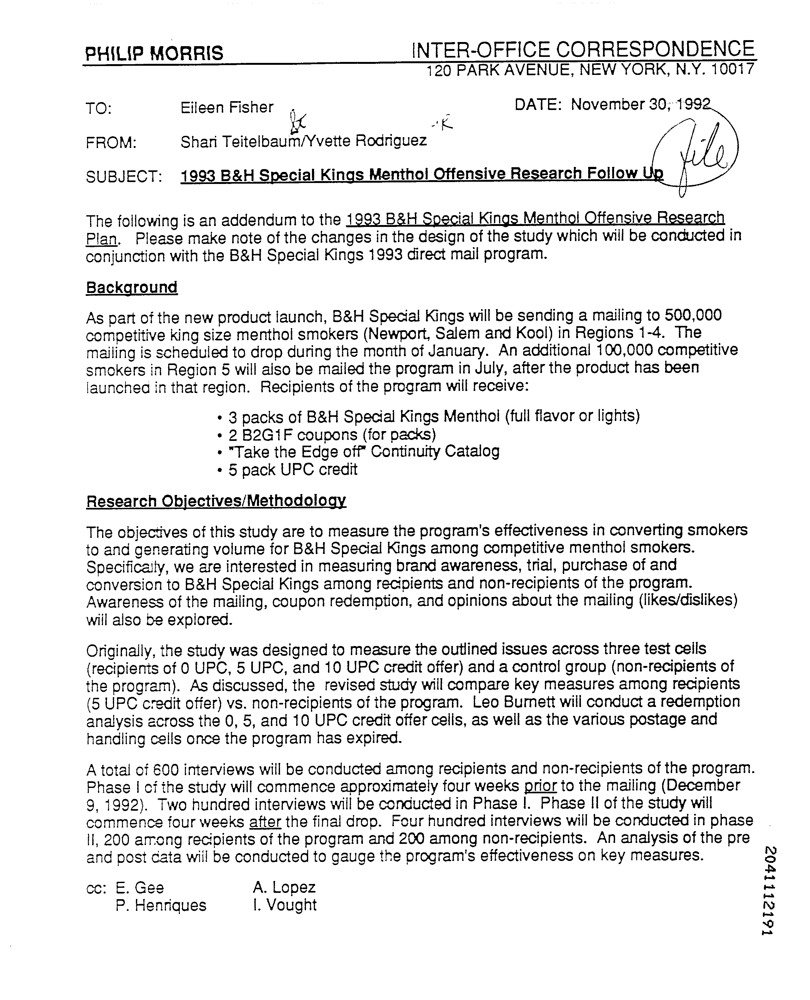 PHILIP MORRIS INTER-OFFICE CORRESPONDENCE
120 PARK AVENUE, NEW YORK, N.Y. 10017
TO: Eileen Fisher DATE: November 30, 1992
FROM: Shari Teitelbaum/Yvette Rodriguez
file
SUBJECT: 1993 B&H Special Kings Menthol Offensive Research Follow Up
The following is an addendum to the 1993 B&H Special Kings Menthol Offensive Research
Plan. Please make note of the changes in the design of the study which will be conducted in
conjunction with the B&H Special Kings 1993 direct mail program.
Background
As part of the new product launch, B&H Special Kings will be sending a mailing to 500,000
competitive king size menthol smokers (Newport, Salem and Kool) in Regions 1-4. The
mailing is scheduled to drop during the month of January. An additional 100,000 competitive
smokers in Region 5 will also be mailed the program in July, after the product has been
launched in that region. Recipients of the program will receive:
• 3 packs of B&H Special Kings Menthol (full flavor or lights)
• 2 B2G1F coupons (for packs)
• "Take the Edge off" Continuity Catalog
• 5 pack UPC credit
Research Objectives/Methodology
The objectives of this study are to measure the program's effectiveness in converting smokers
to and generating volume for B&H Special Kings among competitive menthol smokers.
Specifically, we are interested in measuring brand awareness, trial, purchase of and
conversion to B&H Special Kings among recipients and non-recipients of the program.
Awareness of the mailing, coupon redemption, and opinions about the mailing (likes/dislikes)
will also be explored.
Originally, the study was designed to measure the outlined issues across three test cells
(recipients of 0 UPC, 5 UPC, and 10 UPC credit offer) and a control group (non-recipients of
the program). As discussed, the revised study will compare key measures among recipients
(5 UPC credit offer) vs. non-recipients of the program. Leo Burnett will conduct a redemption
analysis across the 0, 5, and 10 UPC credit offer cells, as well as the various postage and
handling cells once the program has expired.
A total of 600 interviews will be conducted among recipients and non-recipients of the program.
Phase I of the study will commence approximately four weeks prior to the mailing (December
9, 1992). Two hundred interviews will be conducted in Phase I. Phase II of the study will
commence four weeks after the final drop. Four hundred interviews will be conducted in phase
II, 200 among recipients of the program and 200 among non-recipients. An analysis of the pre
and post data will be conducted to gauge the program's effectiveness on key measures.
cc: E. Gee A. Lopez
P. Henriques I. Vought
2041112191